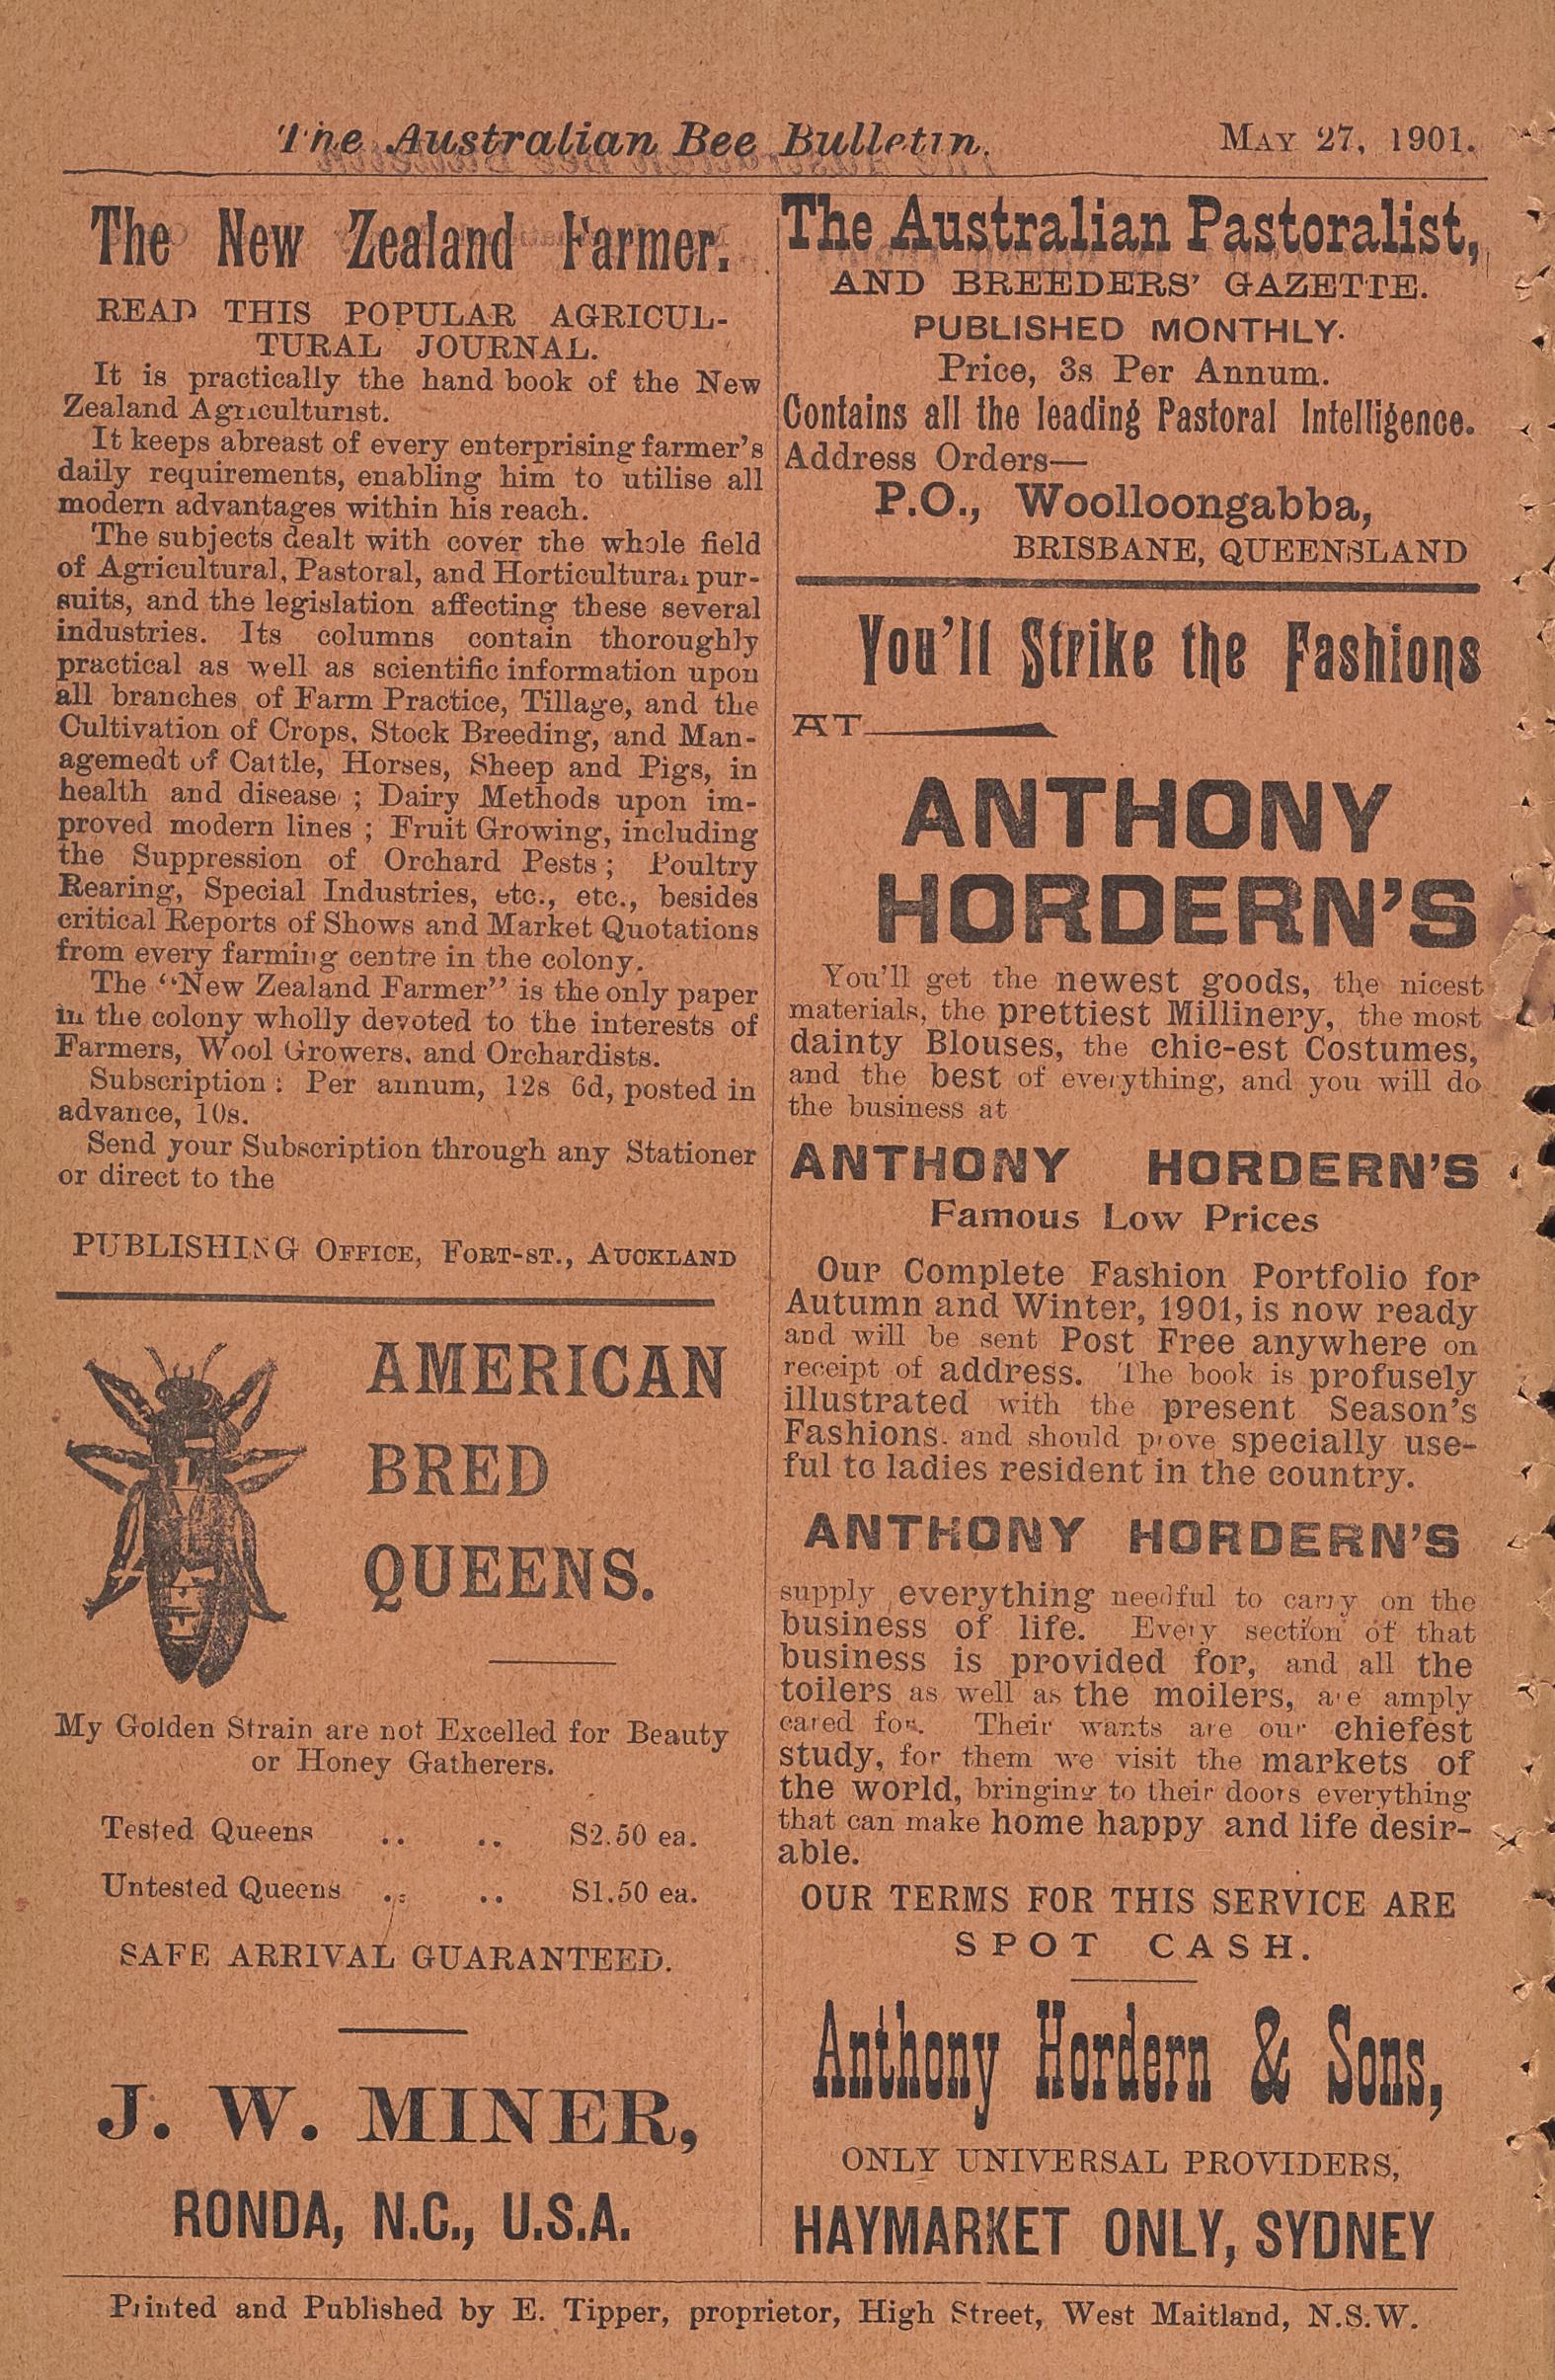 The Australian Bee Bulletin. May 27, 1901.
The New Zealand Farmer.
READ THIS POPULAR AGRICUL-
TURAL JOURNAL.
It is practically the hand book of the New
Zealand Agriculturist.
It keeps abreast of every enterprising farmer's
daily requirements, enabling him to utilise all
modern advantages within his reach.
The subjects dealt with cover the whole field
of Agricultural, Pastoral, and Horticultural pur-
suits, and the legislation affecting these several
industries. Its columns contain thoroughly
practical as well as scientific information upon
all branches of Farm Practice, Tillage, and the
Cultivation of Crops, Stock Breeding, and Man-
agemedt of Cattle, Horses, Sheep and Pigs, in
health and disease ; Dairy Methods upon im-
proved modern lines ; Fruit Growing, including
the Suppression of Orchard Pests ; Poultry
Rearing, Special Industries, etc., etc., besides
critical Reports of Shows and Market Quotations
from every farming centre in the colony.
The "New Zealand Farmer" is the only paper
in the colony wholly devoted to the interests of
Farmers, Wool Growers, and Orchardists.
Subscription : Per annum, 12s 6d, posted in
advance, 10s.
Send your Subscription through any Stationer
or direct to the
PUBLISHING OFFICE, FORT-ST., AUCKLAND
AMERICAN
BRED
QUEENS.
My Golden Strain are not Excelled for Beauty
or Honey Gatherers.
Tested Queens .. .. S2.50 ea.
Untested Queens .. .. S1.50 ea.
SAFE ARRIVAL GUARANTEED.
J. W. MINER,
RONDA, N.C., U.S.A.
The Australian Pastoralist,
AND BREEDERS' GAZETTE.
PUBLISHED MONTHLY.
Price, 3s Per Annum.
Contains all the leading Pastoral Intelligence.
Address Orders—
P.O., Woolloongabba,
BRISBANE, QUEENSLAND
You'll Strike the Fashions
AT
ANTHONY
HORDERN'S
You'll get the newest goods, the nicest
materials, the prettiest Millinery, the most
dainty Blouses, the chic-est Costumes,
and the best of everything, and you will do
the business at
ANTHONY HORDERN'S
Famous Low Prices
Our Complete Fashion Portfolio for
Autumn and Winter, 1901, is now ready
and will be sent Post Free anywhere on
receipt of address. The book is profusely
illustrated with the present Season's
Fashions, and should prove specially use-
ful to ladies resident in the country.
ANTHONY HORDERN'S
supply everything needful to carry on the
business of life. Every section of that
business is provided for, and all the
toilers as well as the moilers, are amply
cared for. Their wants are our chiefest
study, for them we visit the markets of
the world, bringing to their doors everything
that can make home happy and life desir-
able.
OUR TERMS FOR THIS SERVICE ARE
SPOT CASH.
Anthony Hordern & Sons,
ONLY UNIVERSAL PROVIDERS,
HAYMARKET ONLY, SYDNEY
Printed and Published by E. Tipper, proprietor, High Street, West Maitland, N.S.W.